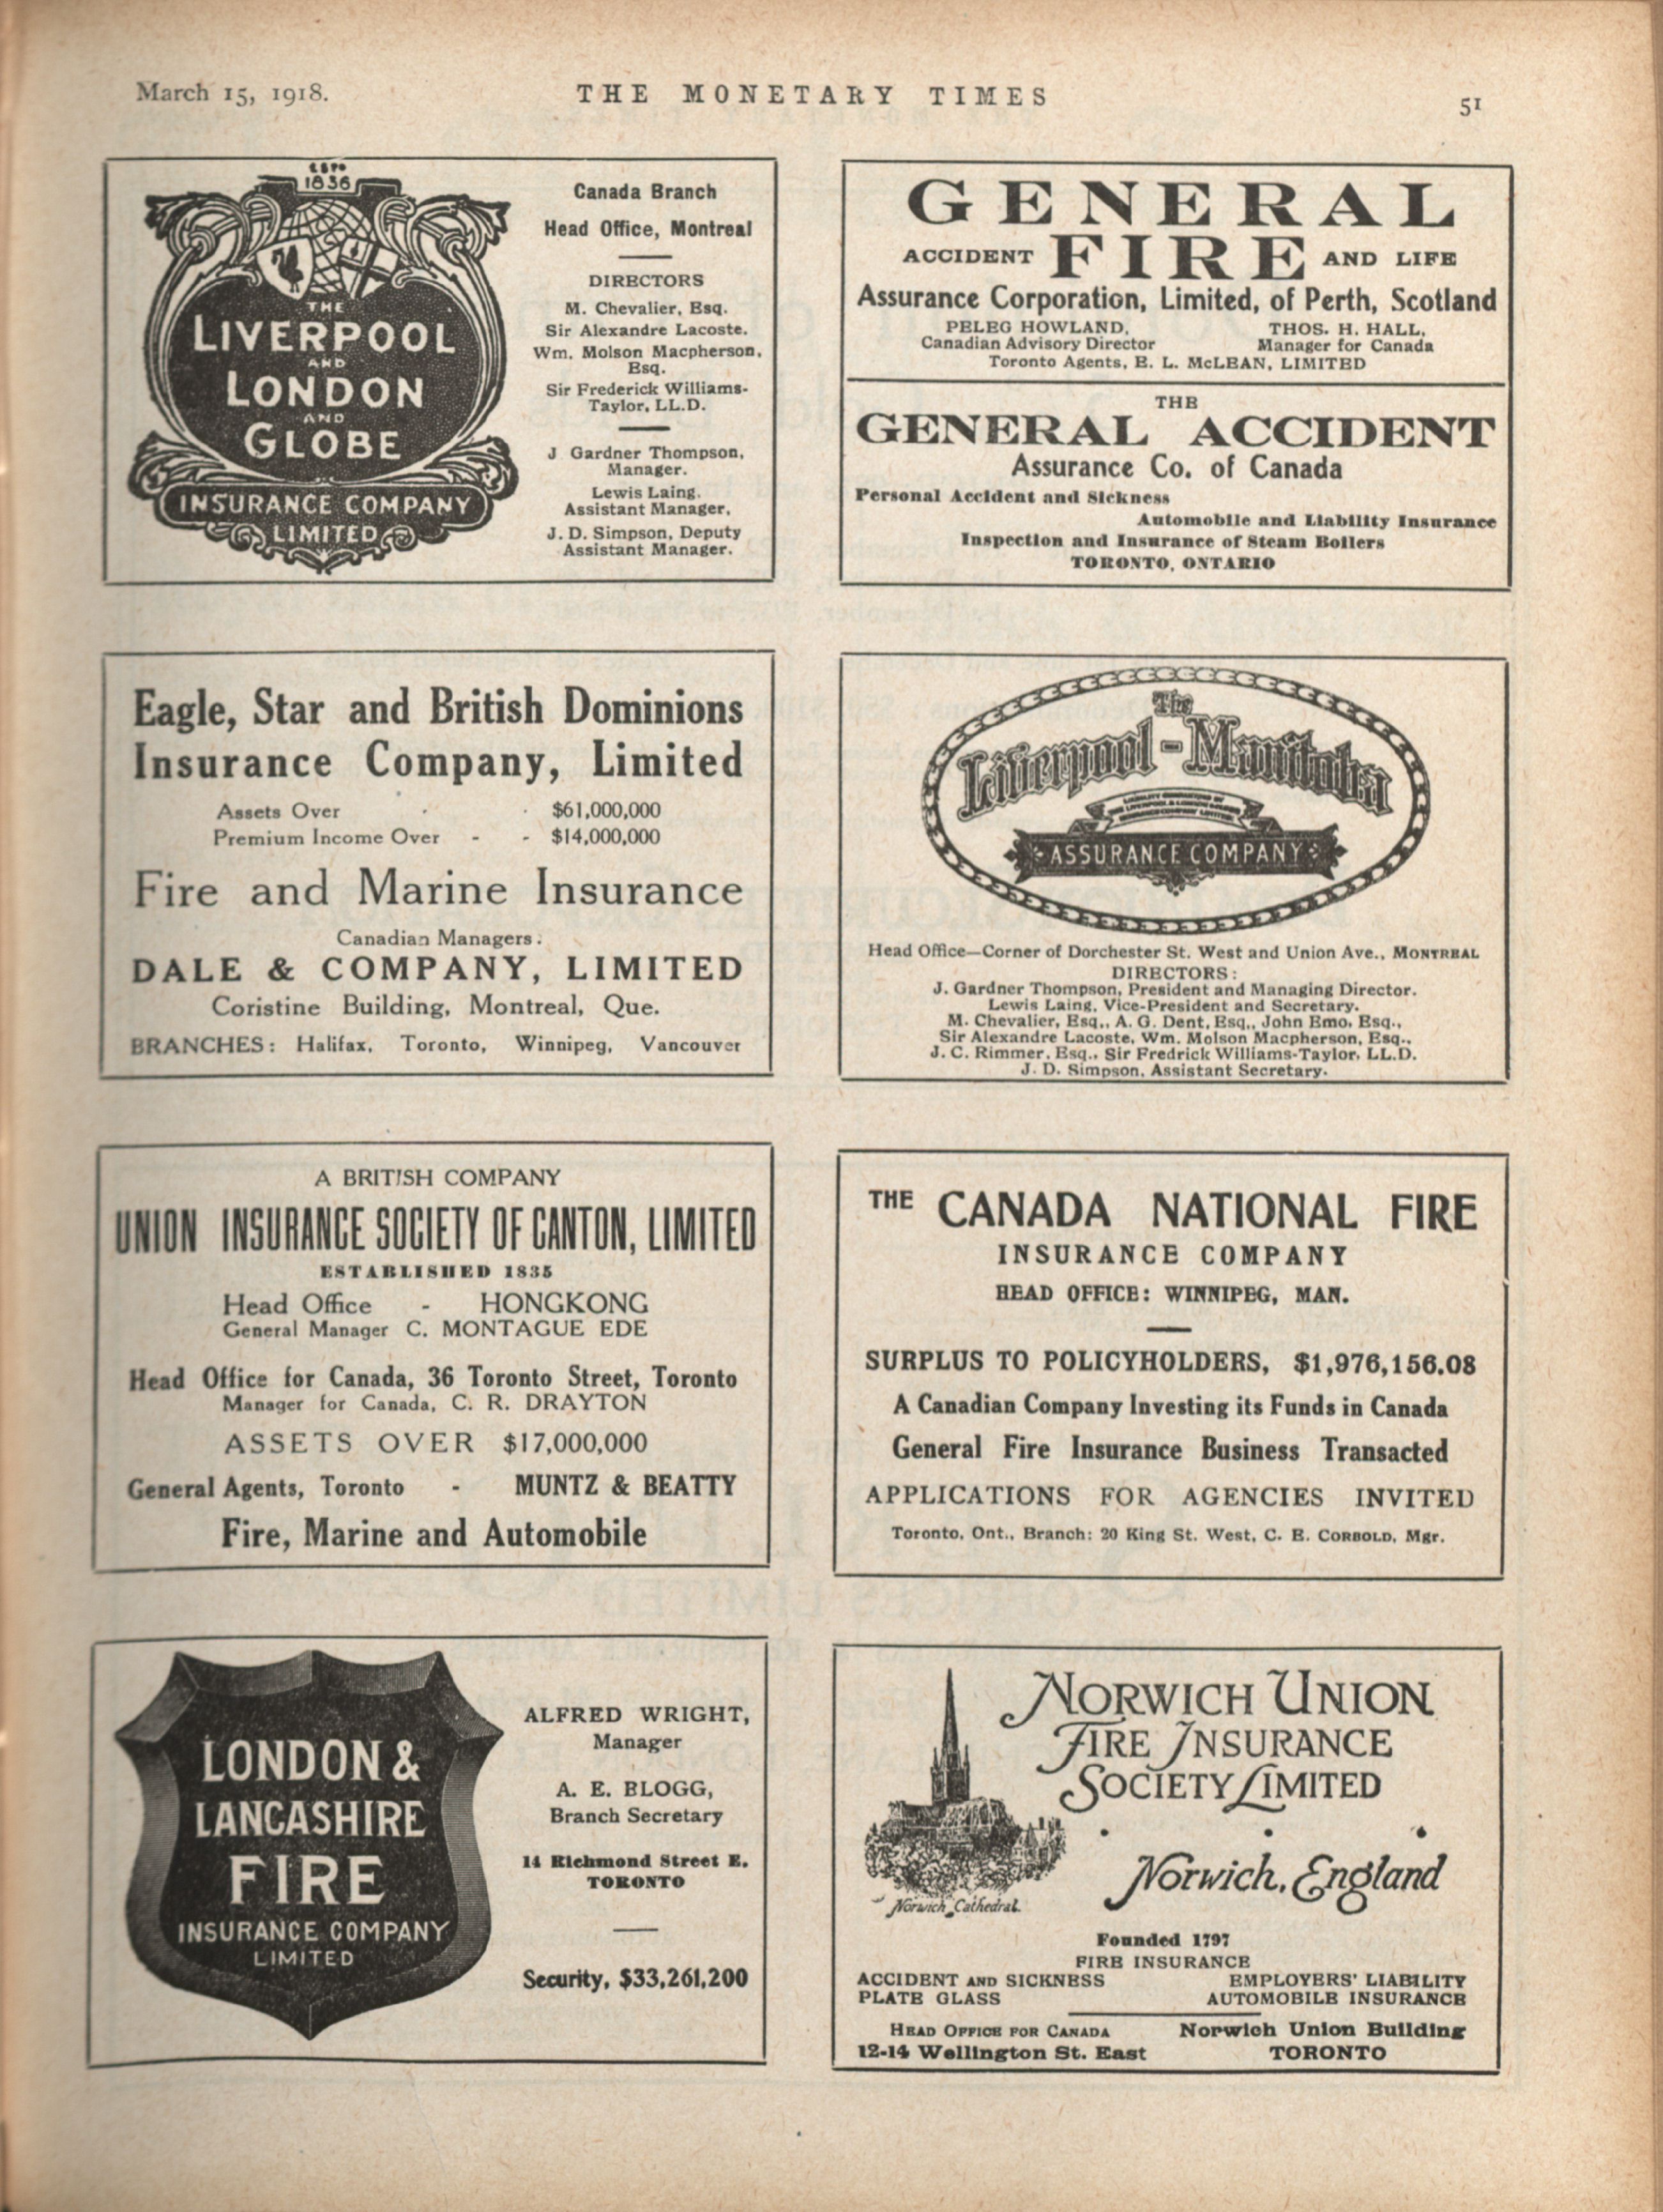 March 15, 1918.
THE MONETARY TIMES
51
ESTD
1836
THE
LIVERPOOL
AND
LONDON
AND
GLOBE
INSURANCE COMPANY
LIMITED
Canada Branch
Head Office, Montreal
DIRECTORS
M. Chevalier, Esq.
Sir Alexandre Lacoste.
Wm. Molson Macpherson,
Esq.
Sir Frederick Williams-
Taylor, LL.D.
J Gardner Thompson,
Manager.
Lewis Laing.
Assistant Manager.
J. D. Simpson, Deputy
Assistant Manager.
GENERAL
ACCIDENT FIRE AND LIFE
Assurance Corporation, Limited, of Perth, Scotland
PELEG HOWLAND, THOS. H. HALL,
Canadian Advisory Director Manager for Canada
Toronto Agents, E. L. McLEAN, LIMITED
THE
GENERAL ACCIDENT
Assurance Co. of Canada
Personal Accident and Sickness
Automobile and Liability Insurance
Inspection and Insurance of Steam Boilers
TORONTO, ONTARIO
Eagle, Star and British Dominions
Insurance Company, Limited
Assets Over - - $61,000,000
Premium Income Over - - $14,000,000
Fire and Marine Insurance
Canadian Managers:
DALE & COMPANY, LIMITED
Coristine Building, Montreal, Que.
BRANCHES: Halifax, Toronto, Winnipeg, Vancouver
The
Liverpool-Manitoba
ASSURANCE COMPANY
Head Office—Corner of Dorchester St. West and Union Ave., MONTREAL
DIRECTORS:
J. Gardner Thompson, President and Managing Director.
Lewis Laing, Vice-President and Secretary.
M. Chevalier, Esq., A. G. Dent, Esq., John Emo, Esq.,
Sir Alexandre Lacoste, Wm. Molson Macpherson, Esq.,
J. C. Rimmer, Esq., Sir Fredrick Williams-Taylor, LL.D.
J. D. Simpson, Assistant Secretary.
A BRITISH COMPANY
UNION INSURANCE SOCIETY OF CANTON, LIMITED
ESTABLISHED 1835
Head Office - HONGKONG
General Manager C. MONTAGUE EDE
Head Office for Canada, 36 Toronto Street, Toronto
Manager for Canada, C. R. DRAYTON
ASSETS OVER $17,000,000
General Agents, Toronto - MUNTZ & BEATTY
Fire, Marine and Automobile
THE CANADA NATIONAL FIRE
INSURANCE COMPANY
HEAD OFFICE: WINNIPEG, MAN.
SURPLUS TO POLICYHOLDERS, $1,976,156.08
A Canadian Company Investing its Funds in Canada
General Fire Insurance Business Transacted
APPLICATIONS FOR AGENCIES INVITED
Toronto, Ont., Branch: 20 King St. West, C. E. CORBOLD, Mgr.
LONDON &
LANCASHIRE
FIRE
INSURANCE COMPANY
LIMITED
ALFRED WRIGHT,
Manager
A. E. BLOGG,
Branch Secretary
14 Richmond Street E.
TORONTO
Security, $33,261,200
NORWICH UNION
FIRE INSURANCE
SOCIETY LIMITED
Norwich, England
Norwich Cathedral.
Founded 1797
FIRE INSURANCE
ACCIDENT AND SICKNESS EMPLOYERS' LIABILITY
PLATE GLASS AUTOMOBILE INSURANCE
HEAD OFFICE FOR CANADA Norwich Union Building
12-14 Wellington St. East TORONTO